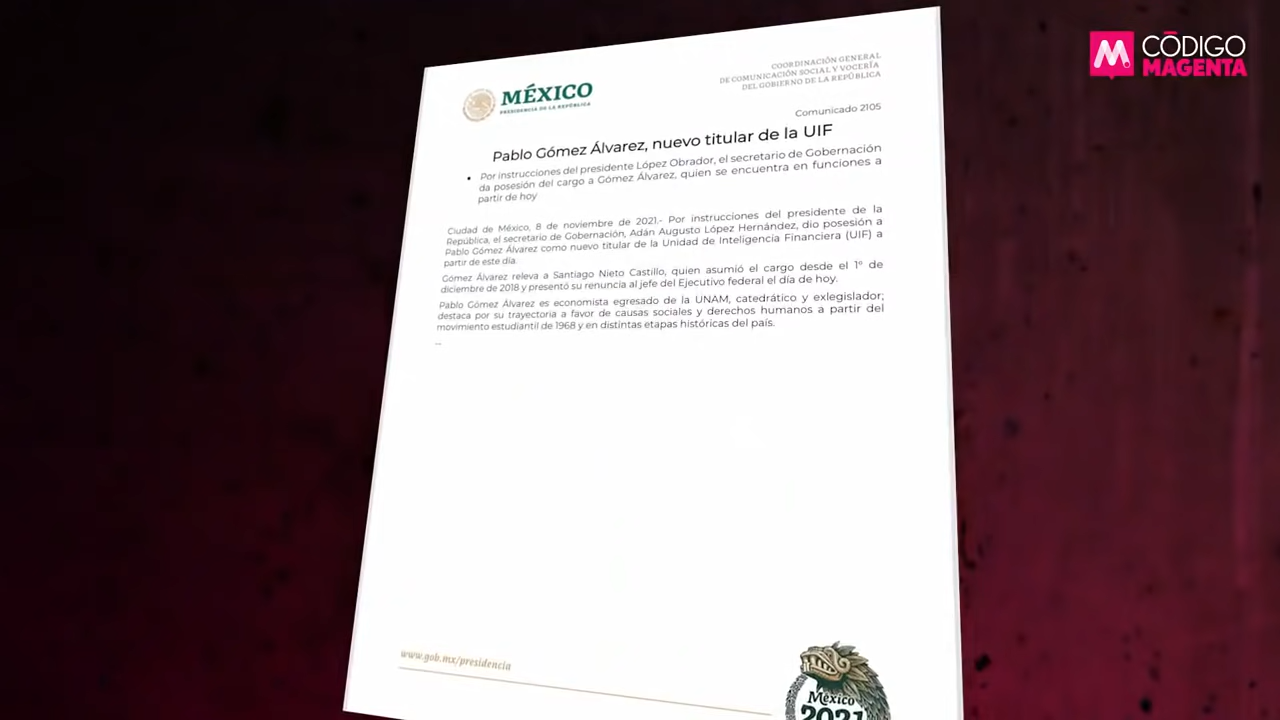 CÓDIGO
MAGENTA
COORDINACIÓN GENERAL
DE COMUNICACIÓN SOCIAL Y VOCERÍA
DEL GOBIERNO DE LA REPÚBLICA
MÉXICO
PRESIDENCIA DE LA REPÚBLICA
Comunicado 2105
Pablo Gómez Álvarez, nuevo titular de la UIF
• Por instrucciones del presidente López Obrador, el secretario de Gobernación
da posesión del cargo a Gómez Álvarez, quien se encuentra en funciones a
partir de hoy
Ciudad de México, 8 de noviembre de 2021.- Por instrucciones del presidente de la
República, el secretario de Gobernación, Adán Augusto López Hernández, dio posesión a
Pablo Gómez Álvarez como nuevo titular de la Unidad de Inteligencia Financiera (UIF) a
partir de este día.
Gómez Álvarez releva a Santiago Nieto Castillo, quien asumió el cargo desde el 1° de
diciembre de 2018 y presentó su renuncia al jefe del Ejecutivo federal el día de hoy.
Pablo Gómez Álvarez es economista egresado de la UNAM, catedrático y exlegislador;
destaca por su trayectoria a favor de causas sociales y derechos humanos a partir del
movimiento estudiantil de 1968 y en distintas etapas históricas del país.
...
www.gob.mx/presidencia
México
2021